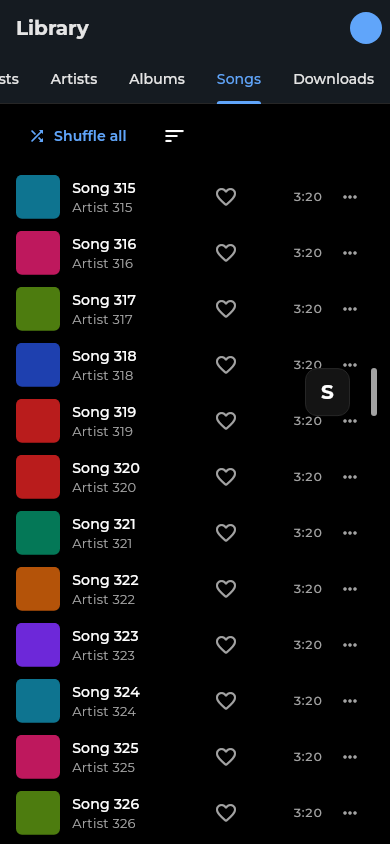 Library
sts Artists Albums Songs Downloads
Shuffle all
Song 315
Artist 315
3:20
Song 316
Artist 316
3:20
Song 317
Artist 317
3:20
Song 318
Artist 318
3:20
S
Song 319
Artist 319
3:20
Song 320
Artist 320
3:20
Song 321
Artist 321
3:20
Song 322
Artist 322
3:20
Song 323
Artist 323
3:20
Song 324
Artist 324
3:20
Song 325
Artist 325
3:20
Song 326
Artist 326
3:20